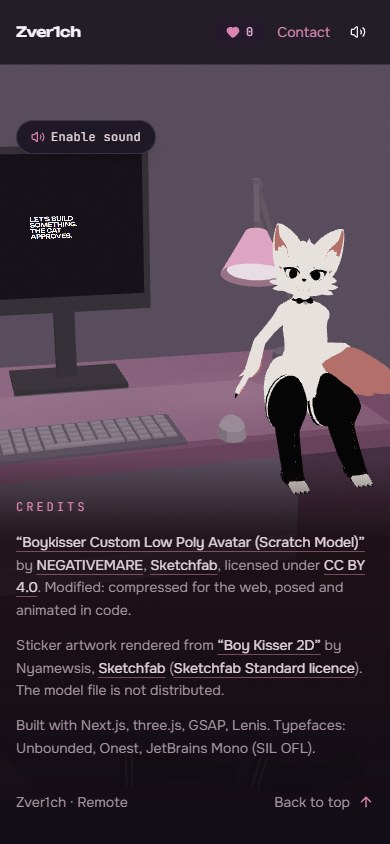 Zver1ch
0 Contact
Enable sound
LET'S BUILD
SOMETHING.
THE CAT
APPROVES.
CREDITS
“Boykisser Custom Low Poly Avatar (Scratch Model)”
by NEGATIVEMARE, Sketchfab, licensed under CC BY
4.0. Modified: compressed for the web, posed and
animated in code.
Sticker artwork rendered from “Boy Kisser 2D” by
Nyamewsis, Sketchfab (Sketchfab Standard licence).
The model file is not distributed.
Built with Next.js, three.js, GSAP, Lenis. Typefaces:
Unbounded, Onest, JetBrains Mono (SIL OFL).
Zver1ch · Remote
Back to top ↑